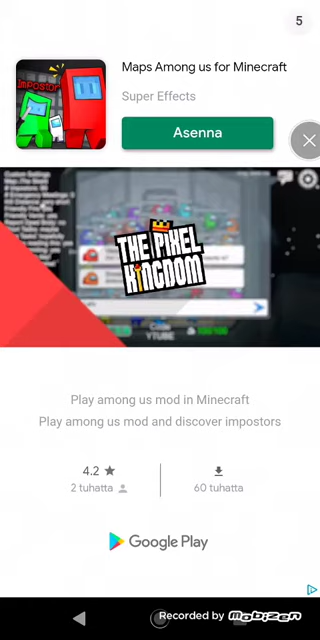 5
Maps Among us for Minecraft
Super Effects
Asenna
IMPOSTOR
THE PIXEL
KINGDOM
Play among us mod in Minecraft
Play among us mod and discover impostors
4.2 ★
2 tuhatta
60 tuhatta
Google Play
Recorded by mobizen